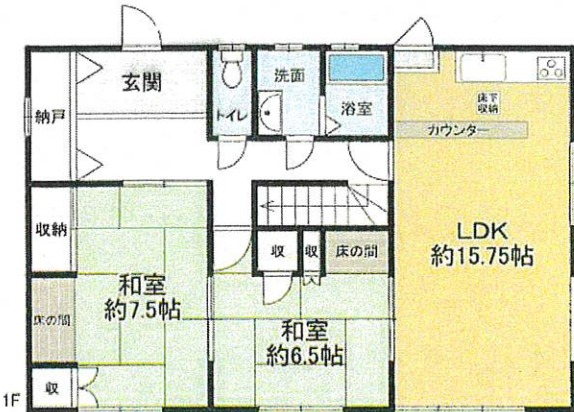 玄関
納戸
トイレ
洗面
浴室
床下
収納
カウンター
収納
床の間
収
和室
約7.5帖
収
収
床の間
和室
約6.5帖
LDK
約15.75帖
1F